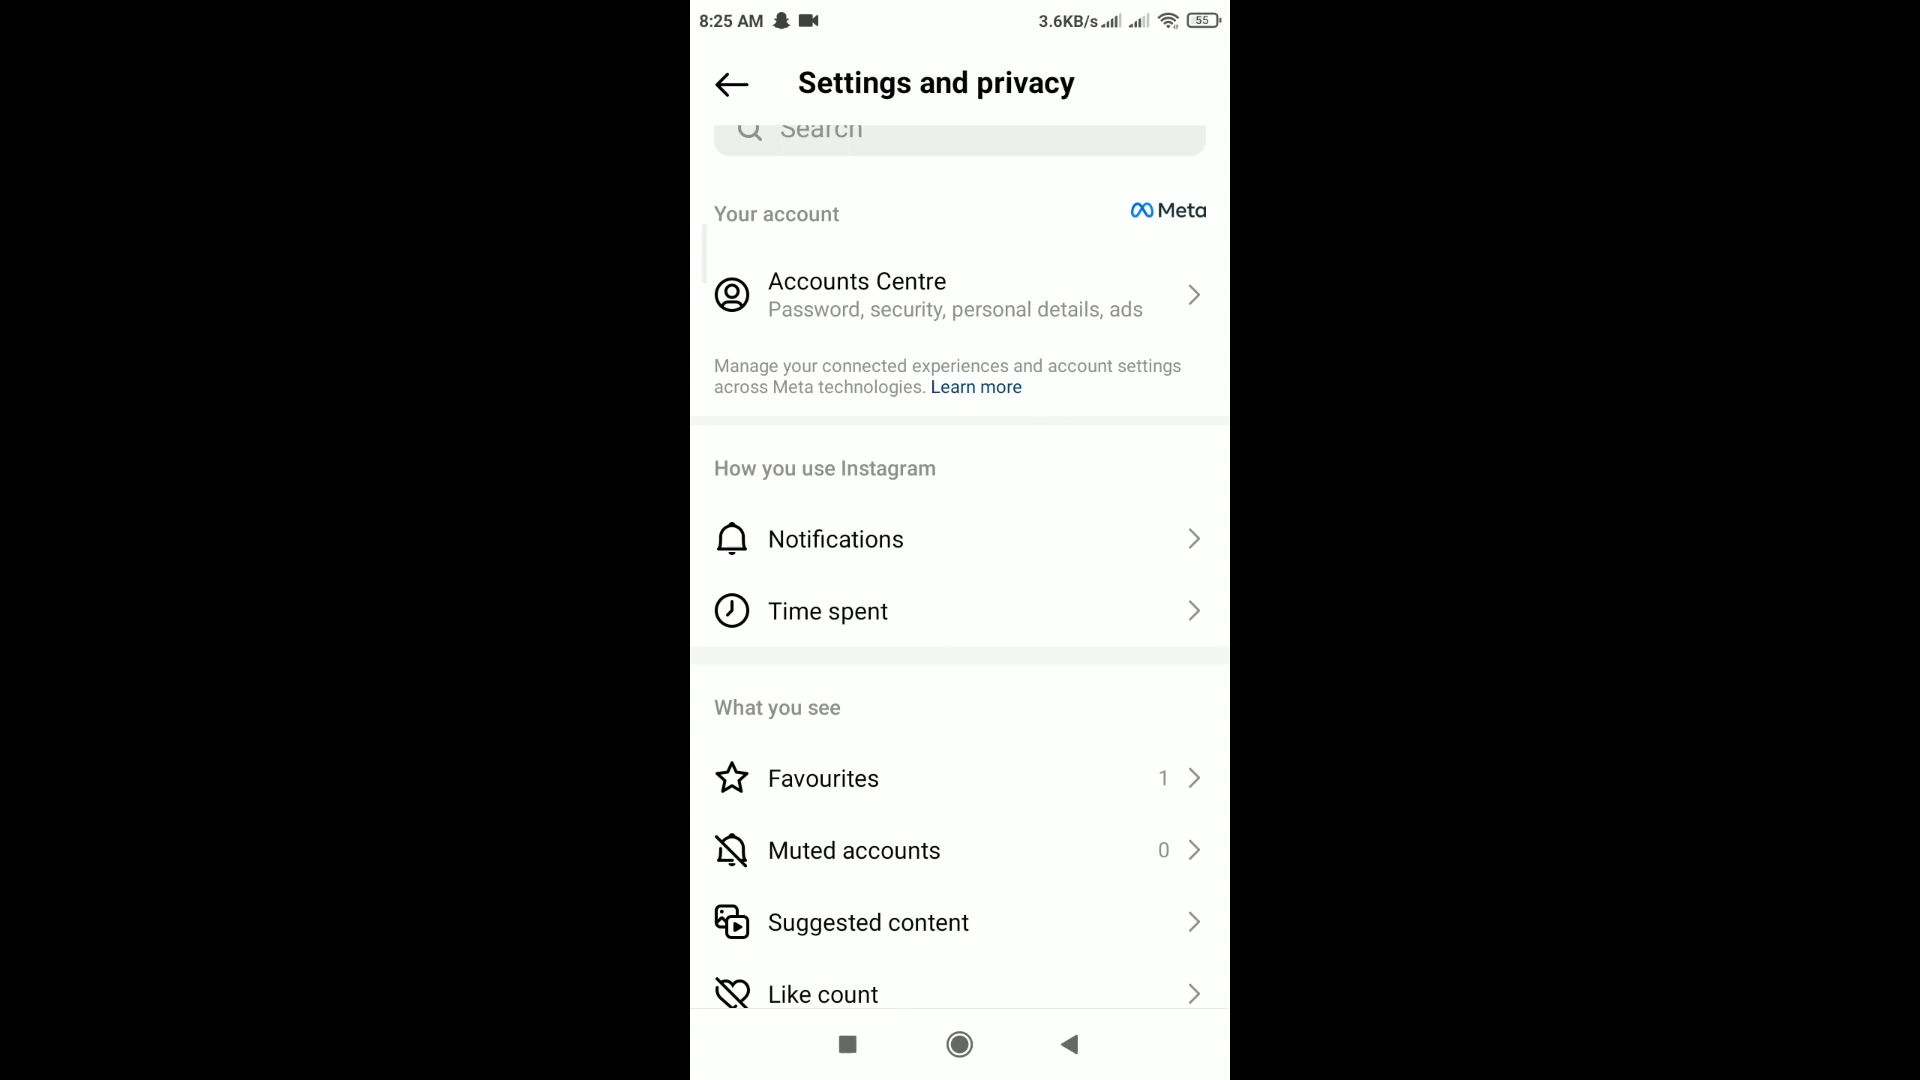 8:25 AM 3.6KB/s 55
Settings and privacy
Search
Your account
Meta
Accounts Centre
Password, security, personal details, ads
Manage your connected experiences and account settings
across Meta technologies. Learn more
How you use Instagram
Notifications
Time spent
What you see
Favourites 1
Muted accounts 0
Suggested content
Like count